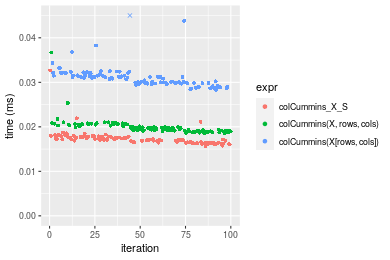 0.04
0.03
0.02
0.01
0.00
time (ms)
0
25
50
75
100
iteration
expr
colCummins_X_S
colCummins(X, rows, cols)
colCummins(X[rows, cols])